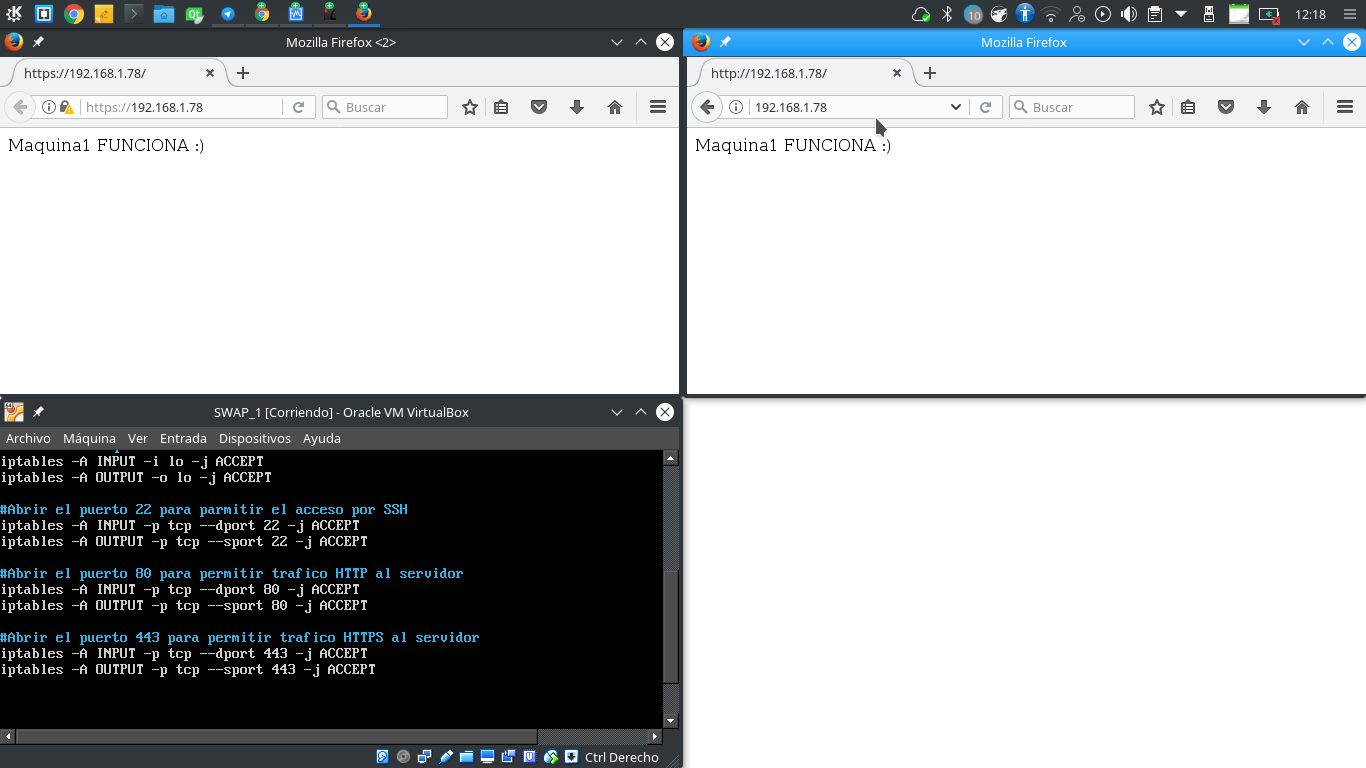 10
12:18
Mozilla Firefox <2>
https://192.168.1.78/
https://192.168.1.78
Buscar
Maquina1 FUNCIONA :)
Mozilla Firefox
http://192.168.1.78/
192.168.1.78
Buscar
Maquina1 FUNCIONA :)
SWAP_1 [Corriendo] - Oracle VM VirtualBox
Archivo Máquina Ver Entrada Dispositivos Ayuda
iptables -A INPUT -i lo -j ACCEPT
iptables -A OUTPUT -o lo -j ACCEPT
#Abrir el puerto 22 para parmitir el acceso por SSH
iptables -A INPUT -p tcp --dport 22 -j ACCEPT
iptables -A OUTPUT -p tcp --sport 22 -j ACCEPT
#Abrir el puerto 80 para permitir trafico HTTP al servidor
iptables -A INPUT -p tcp --dport 80 -j ACCEPT
iptables -A OUTPUT -p tcp --sport 80 -j ACCEPT
#Abrir el puerto 443 para permitir trafico HTTPS al servidor
iptables -A INPUT -p tcp --dport 443 -j ACCEPT
iptables -A OUTPUT -p tcp --sport 443 -j ACCEPT
Ctrl Derecho